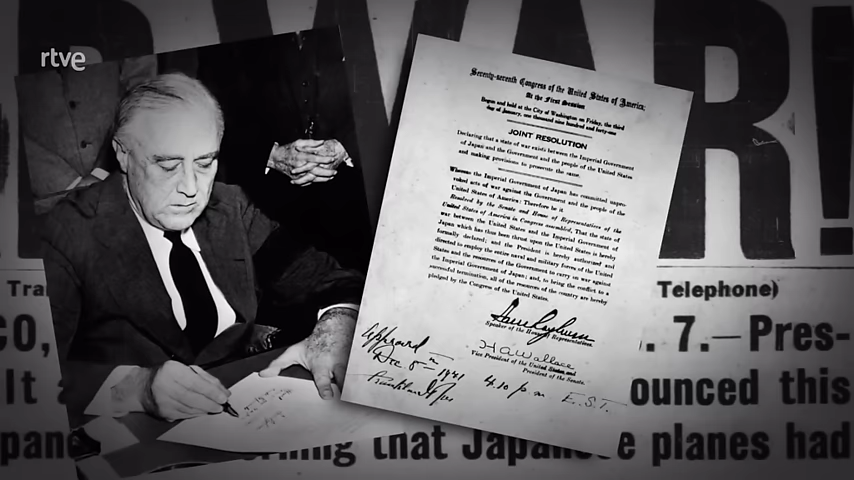 WAR!
rtve
Seventy-seventh Congress of the United States of America;
At the First Session
Begun and held at the City of Washington on Friday, the third
day of January, one thousand nine hundred and forty-one
JOINT RESOLUTION
Declaring that a state of war exists between the Imperial Government
of Japan and the Government and the people of the United States
and making provisions to prosecute the same.
Whereas the Imperial Government of Japan has committed unpro-
voked acts of war against the Government and the people of the
United States of America: Therefore be it
Resolved by the Senate and House of Representatives of the
United States of America in Congress assembled, That the state of
war between the United States and the Imperial Government of
Japan which has thus been thrust upon the United States is hereby
formally declared; and the President is hereby authorized and
directed to employ the entire naval and military forces of the United
States and the resources of the Government to carry on war against
the Imperial Government of Japan; and, to bring the conflict to a
successful termination, all of the resources of the country are hereby
pledged by the Congress of the United States.
Speaker of the House of Representatives.
H A Wallace
Vice President of the United States and
President of the Senate.
Approved
Dec. 8th 1941 4.10 p.m. E.S.T.
Tra Telephone)
CO, . 7.—Pres-
It ounced this
pane rning that Japane e planes had